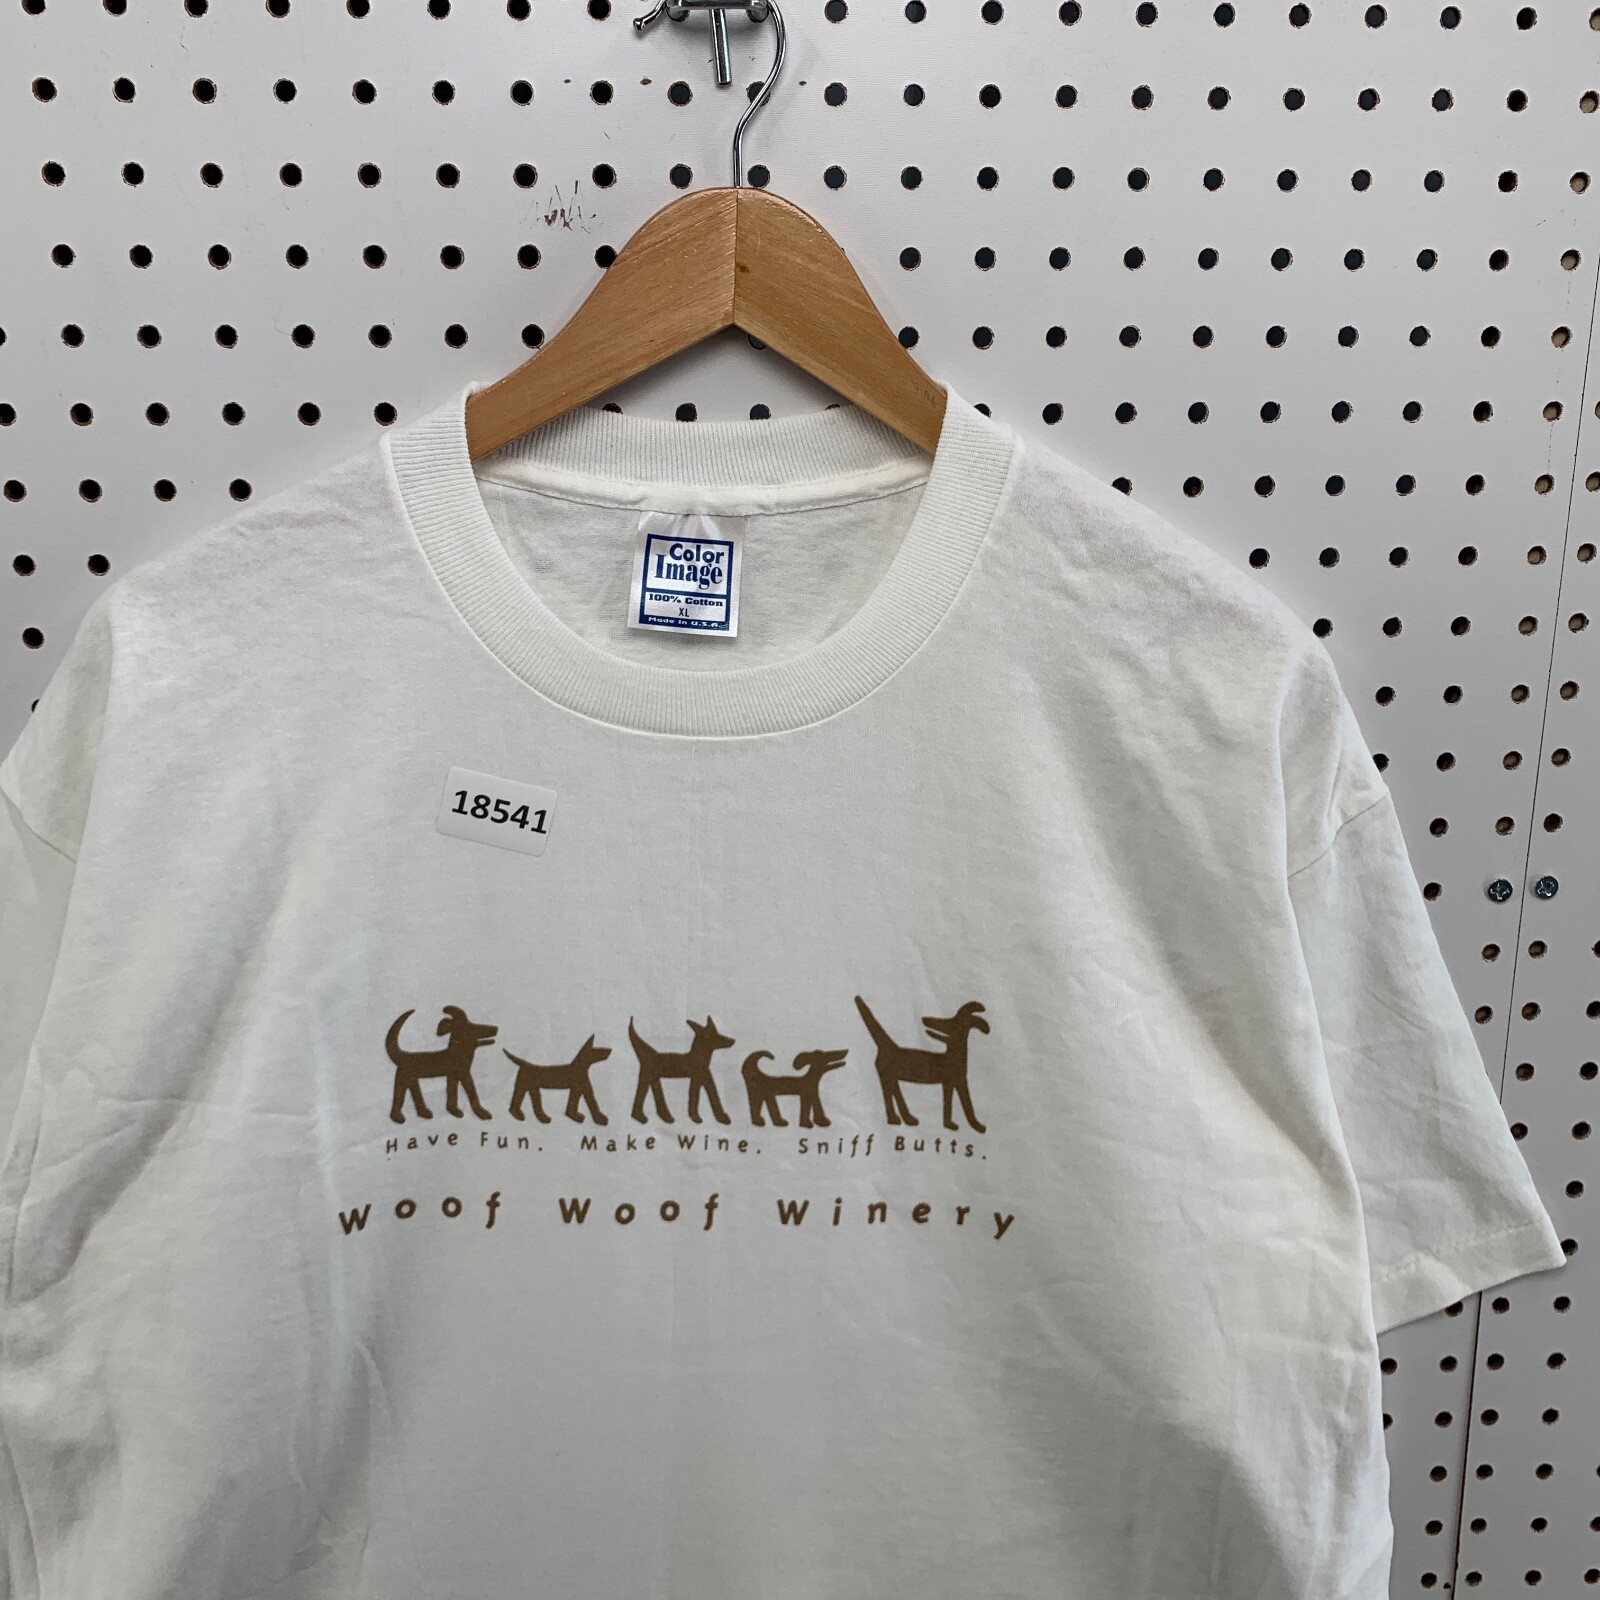 Color
Image
100% Cotton
XL
Made in U.S.A.
18541
Have Fun. Make Wine. Sniff Butts.
Woof Woof Winery